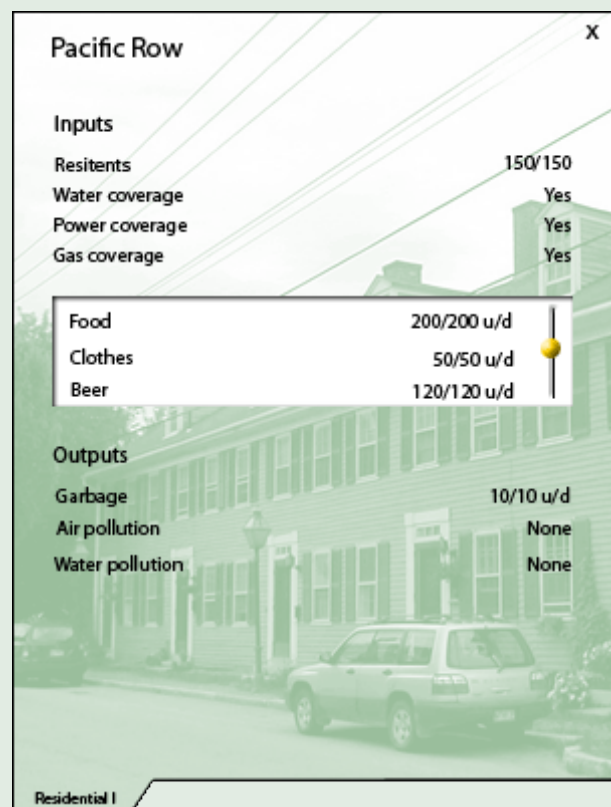 Pacific Row X
Inputs
Resitents 150/150
Water coverage Yes
Power coverage Yes
Gas coverage Yes
Food 200/200 u/d
Clothes 50/50 u/d
Beer 120/120 u/d
Outputs
Garbage 10/10 u/d
Air pollution None
Water pollution None
Residential I